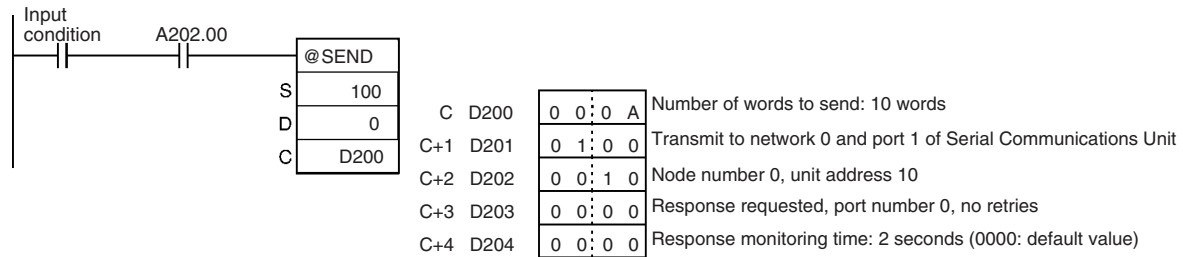 Input
condition
A202.00
@SEND
S 100
D 0
C D200
C D200 0 0 0 A Number of words to send: 10 words
C+1 D201 0 1 0 0 Transmit to network 0 and port 1 of Serial Communications Unit
C+2 D202 0 0 1 0 Node number 0, unit address 10
C+3 D203 0 0 0 0 Response requested, port number 0, no retries
C+4 D204 0 0 0 0 Response monitoring time: 2 seconds (0000: default value)